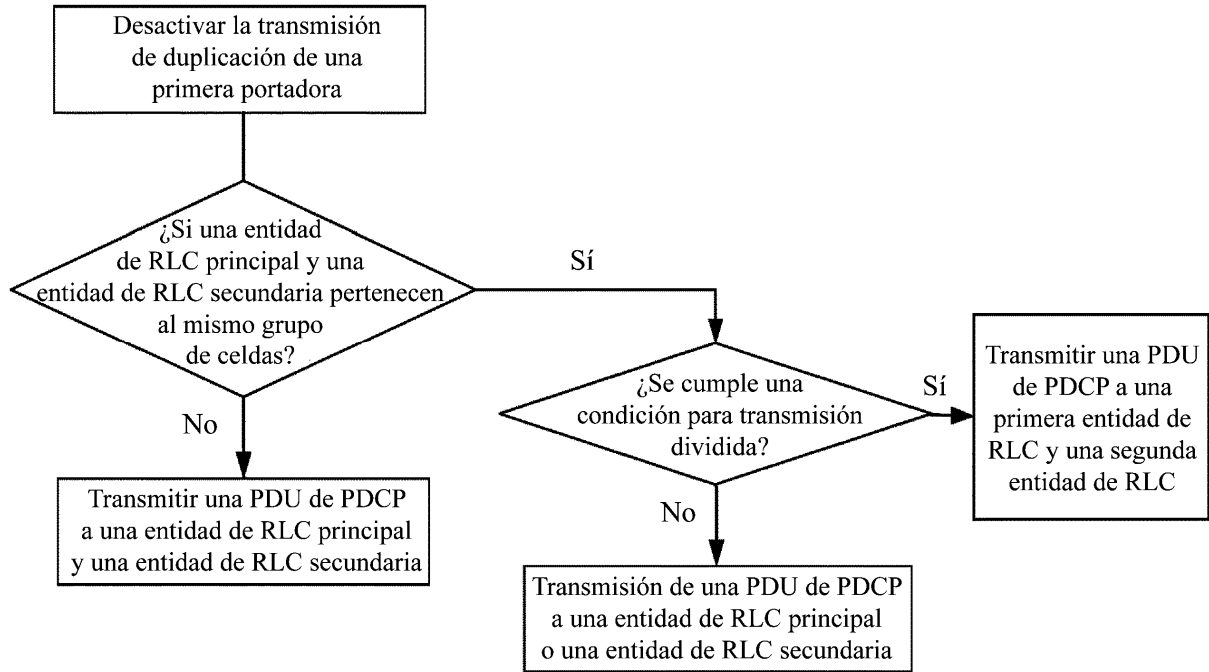 Desactivar la transmisión
de duplicación de una
primera portadora
¿Si una entidad
de RLC principal y una
entidad de RLC secundaria pertenecen
al mismo grupo
de celdas?
Sí
No
Transmitir una PDU de PDCP
a una entidad de RLC principal
y una entidad de RLC secundaria
¿Se cumple una
condición para transmisión
dividida?
Sí
No
Transmitir una PDU
de PDCP a una
primera entidad de
RLC y una segunda
entidad de RLC
Transmisión de una PDU de PDCP
a una entidad de RLC principal
o una entidad de RLC secundaria